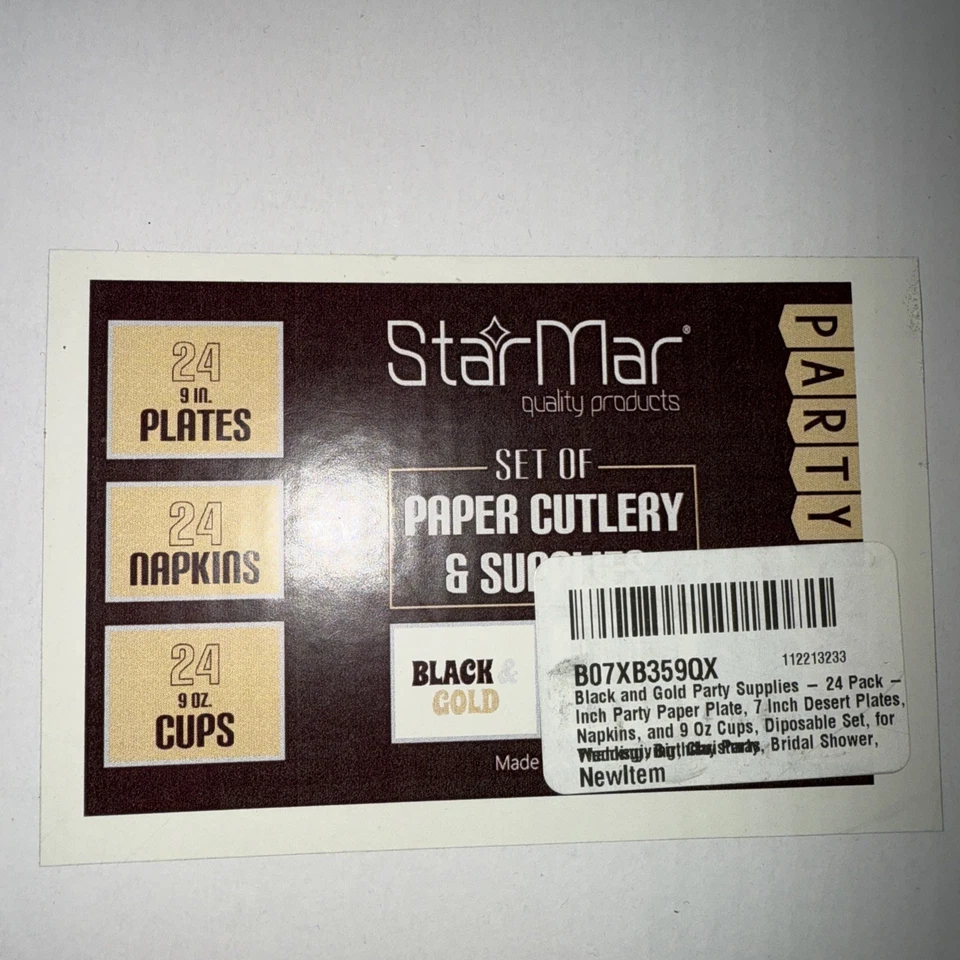 24
9 IN.
PLATES
24
NAPKINS
24
9 OZ.
CUPS
StarMar®
quality products
SET OF
PAPER CUTLERY
&
BLACK &
GOLD
Made
PARTY
B07XB359QX
112213233
Black and Gold Party Supplies – 24 Pack –
Inch Party Paper Plate, 7 Inch Desert Plates,
Napkins, and 9 Oz Cups, Diposable Set, for
Bridal Shower,
NewItem